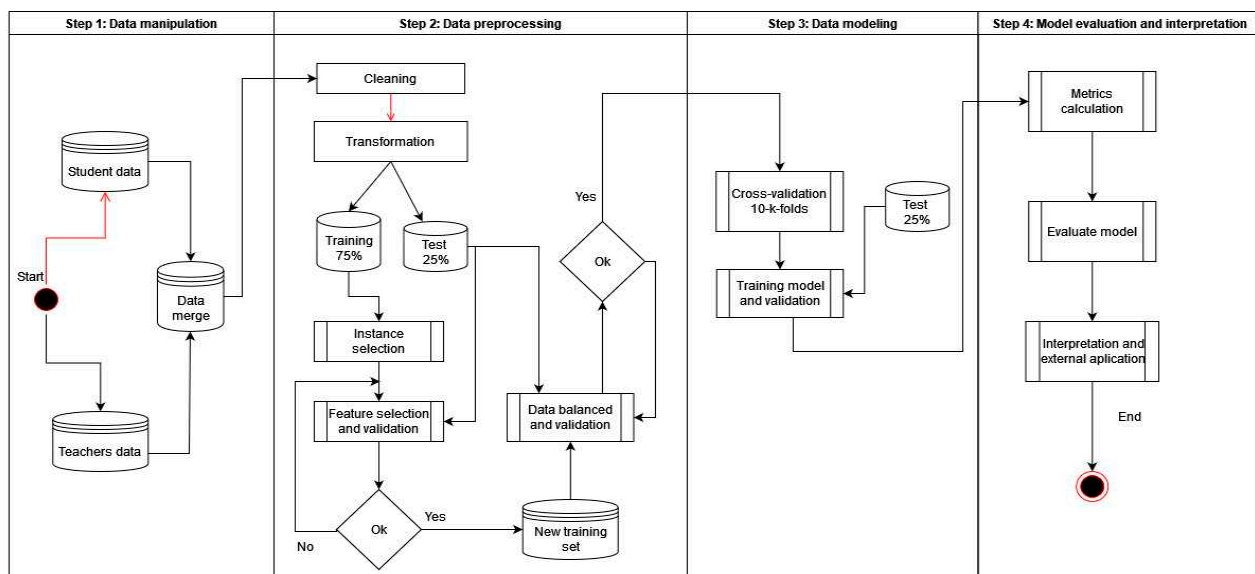 Step 1: Data manipulation
Step 2: Data preprocessing
Step 3: Data modeling
Step 4: Model evaluation and interpretation
Student data
Start
Data
merge
Teachers data
Cleaning
Transformation
Training
75%
Test
25%
Instance
selection
Feature selection
and validation
Ok
No
Yes
New training
set
Data balanced
and validation
Ok
Yes
Cross-validation
10-k-folds
Test
25%
Training model
and validation
Metrics
calculation
Evaluate model
Interpretation and
external aplication
End